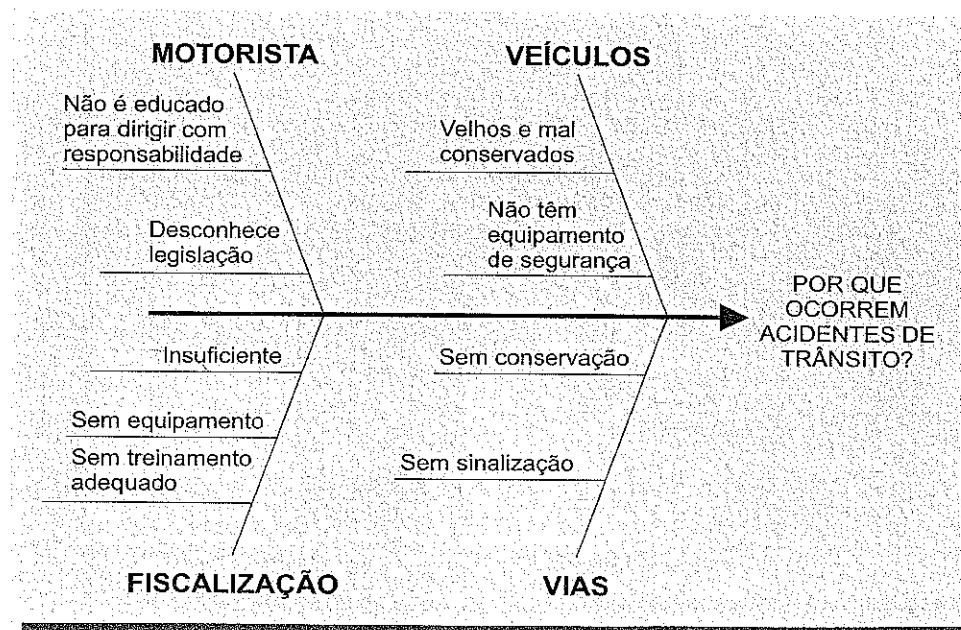 MOTORISTA
Não é educado
para dirigir com
responsabilidade
Desconhece
legislação
VEÍCULOS
Velhos e mal
conservados
Não têm
equipamento
de segurança
POR QUE
OCORREM
ACIDENTES DE
TRÂNSITO?
Insuficiente
Sem equipamento
Sem treinamento
adequado
FISCALIZAÇÃO
Sem conservação
Sem sinalização
VIAS